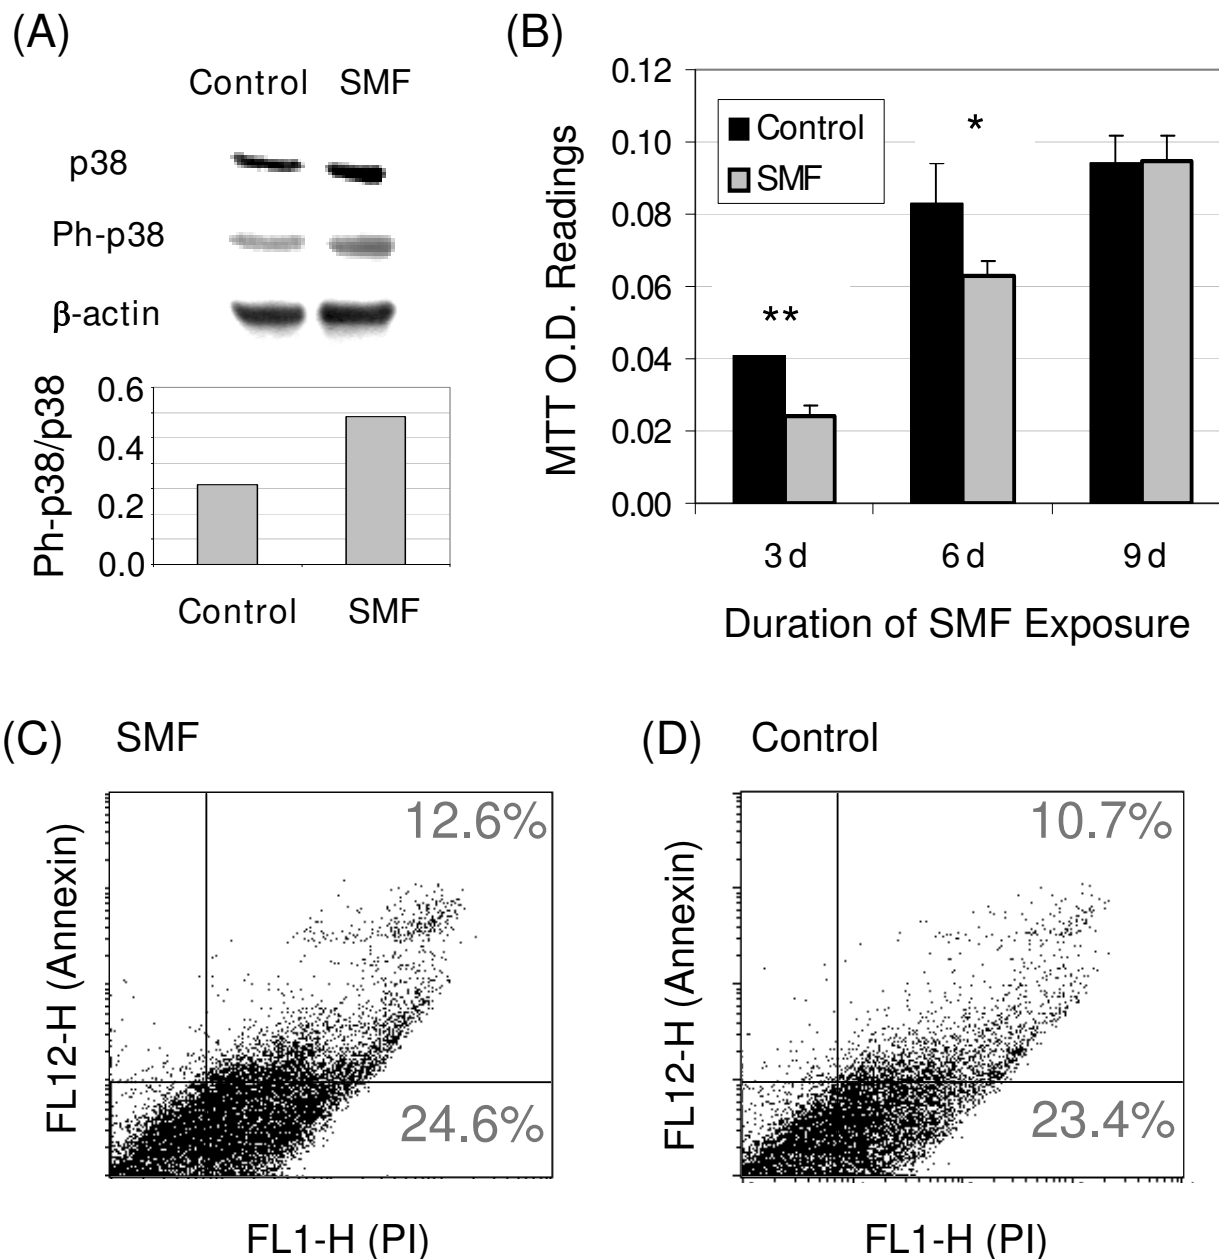 (A)
Control SMF
p38
Ph-p38
β-actin
Ph-p38/p38
0.6
0.4
0.2
0.0
Control SMF
(B)
MTT O.D. Readings
0.12
0.10
0.08
0.06
0.04
0.02
0.00
Control
SMF
**
*
3 d 6 d 9 d
Duration of SMF Exposure
(C) SMF
FL12-H (Annexin)
12.6%
24.6%
FL1-H (PI)
(D) Control
FL12-H (Annexin)
10.7%
23.4%
FL1-H (PI)